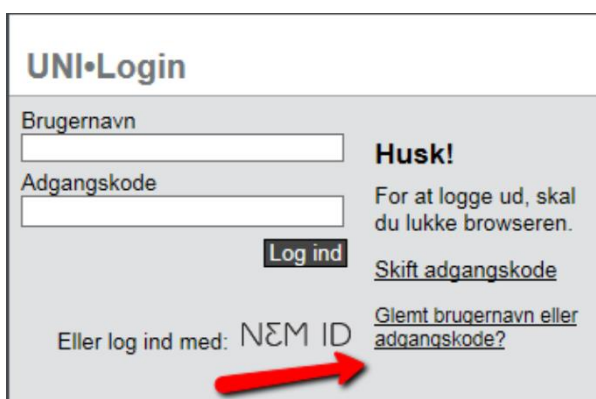 UNI•Login
Brugernavn
Adgangskode
Log ind
Eller log ind med: NEM ID
Husk!
For at logge ud, skal
du lukke browseren.
Skift adgangskode
Glemt brugernavn eller
adgangskode?